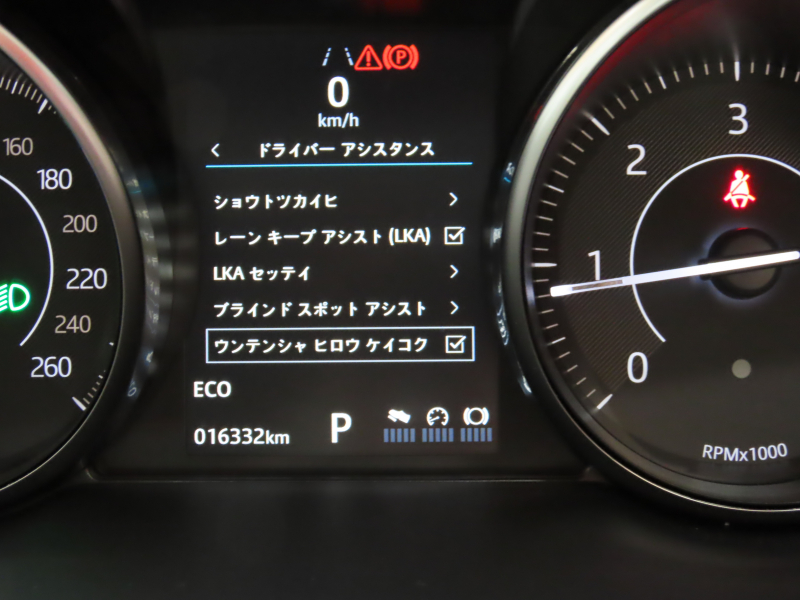 0
km/h
ドライバー アシスタンス
ショウトツカイヒ
レーン キープ アシスト (LKA)
LKA セッテイ
ブラインド スポット アシスト
ウンテンシャ ヒロウ ケイコク
ECO
016332km
P
160
180
200
220
240
260
3
2
1
0
RPMx1000
P